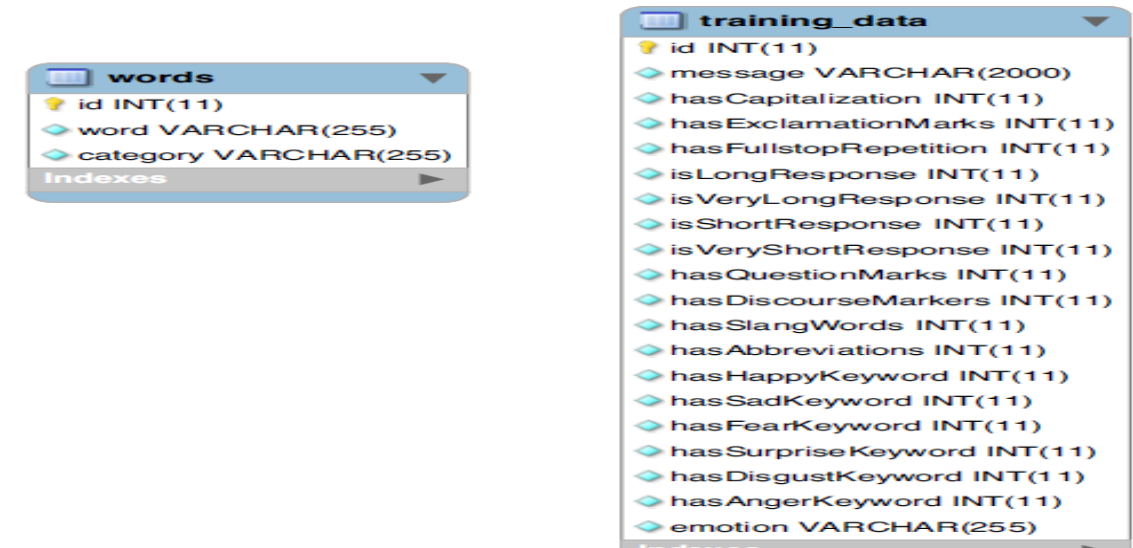 words
id INT(11)
word VARCHAR(255)
category VARCHAR(255)
Indexes
training_data
id INT(11)
message VARCHAR(2000)
hasCapitalization INT(11)
hasExclamationMarks INT(11)
hasFullstopRepetition INT(11)
isLongResponse INT(11)
isVeryLongResponse INT(11)
isShortResponse INT(11)
isVeryShortResponse INT(11)
hasQuestionMarks INT(11)
hasDiscourseMarkers INT(11)
hasSlangWords INT(11)
hasAbbreviations INT(11)
hasHappyKeyword INT(11)
hasSadKeyword INT(11)
hasFearKeyword INT(11)
hasSurpriseKeyword INT(11)
hasDisgustKeyword INT(11)
hasAngerKeyword INT(11)
emotion VARCHAR(255)
Indexes